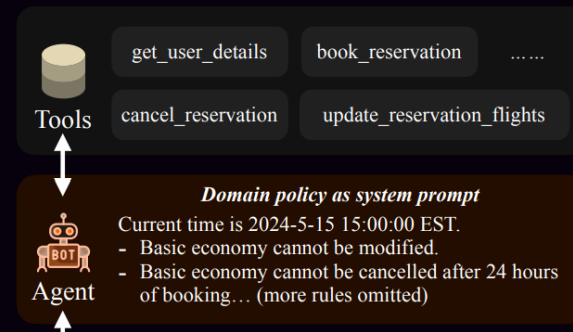 get_user_details
book_reservation
......
Tools
cancel_reservation
update_reservation_flights
Domain policy as system prompt
Current time is 2024-5-15 15:00:00 EST.
- Basic economy cannot be modified.
- Basic economy cannot be cancelled after 24 hours
of booking… (more rules omitted)
BOT
Agent